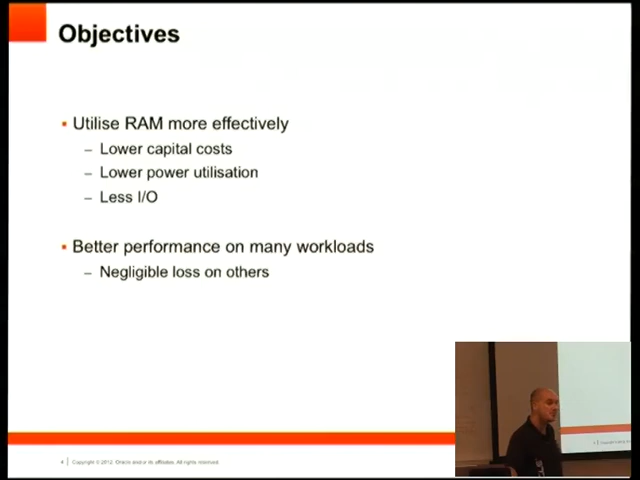 Objectives
▪ Utilise RAM more effectively
– Lower capital costs
– Lower power utilisation
– Less I/O
▪ Better performance on many workloads
– Negligible loss on others
4 | Copyright © 2012, Oracle and/or its affiliates. All rights reserved.